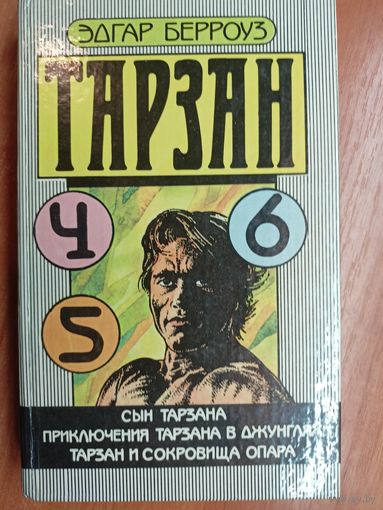 ЭДГАР БЕРРОУЗ
ТАРЗАН
4
6
5
СЫН ТАРЗАНА
ПРИКЛЮЧЕНИЯ ТАРЗАНА В ДЖУНГЛЯХ
ТАРЗАН И СОКРОВИЩА ОПАРА